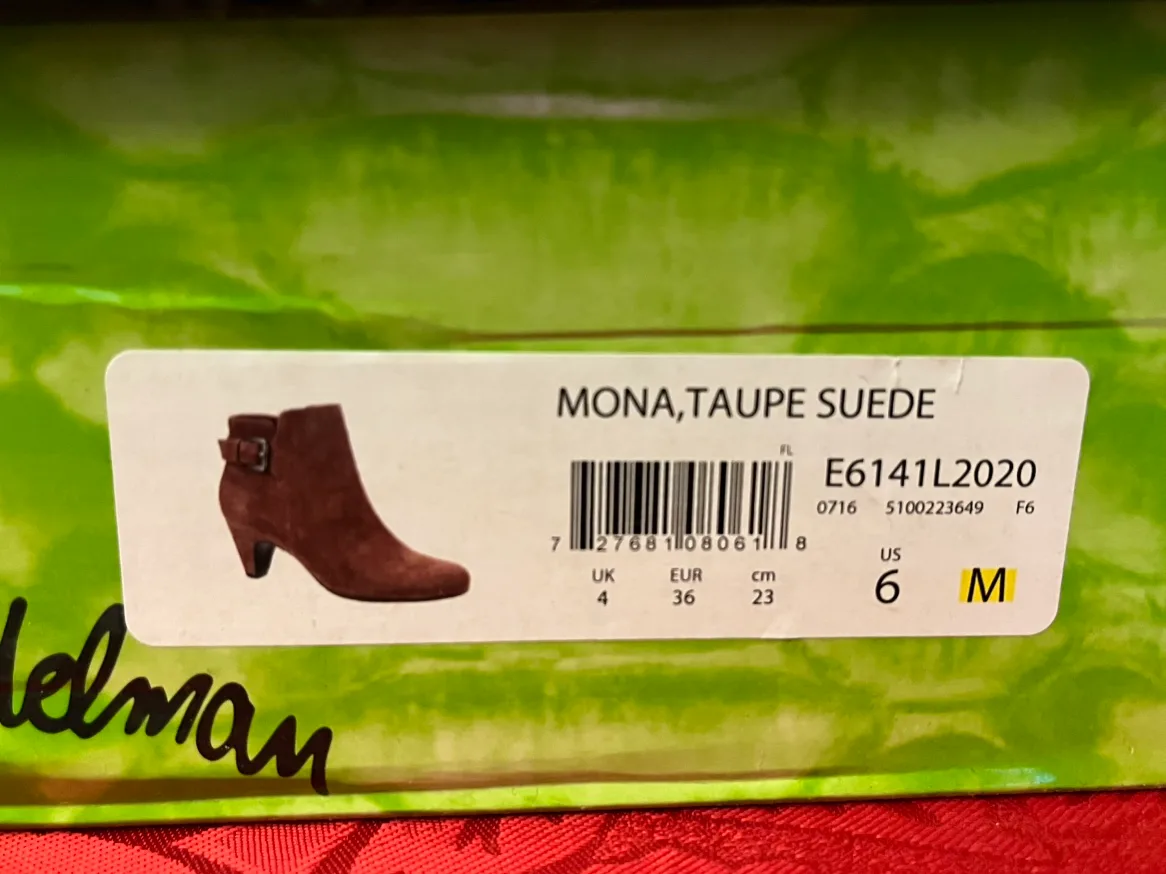 MONA,TAUPE SUEDE
FL
E6141L2020
0716 5100223649 F6
7 27681 08061 8
UK EUR cm
4 36 23
US
6 M
delman